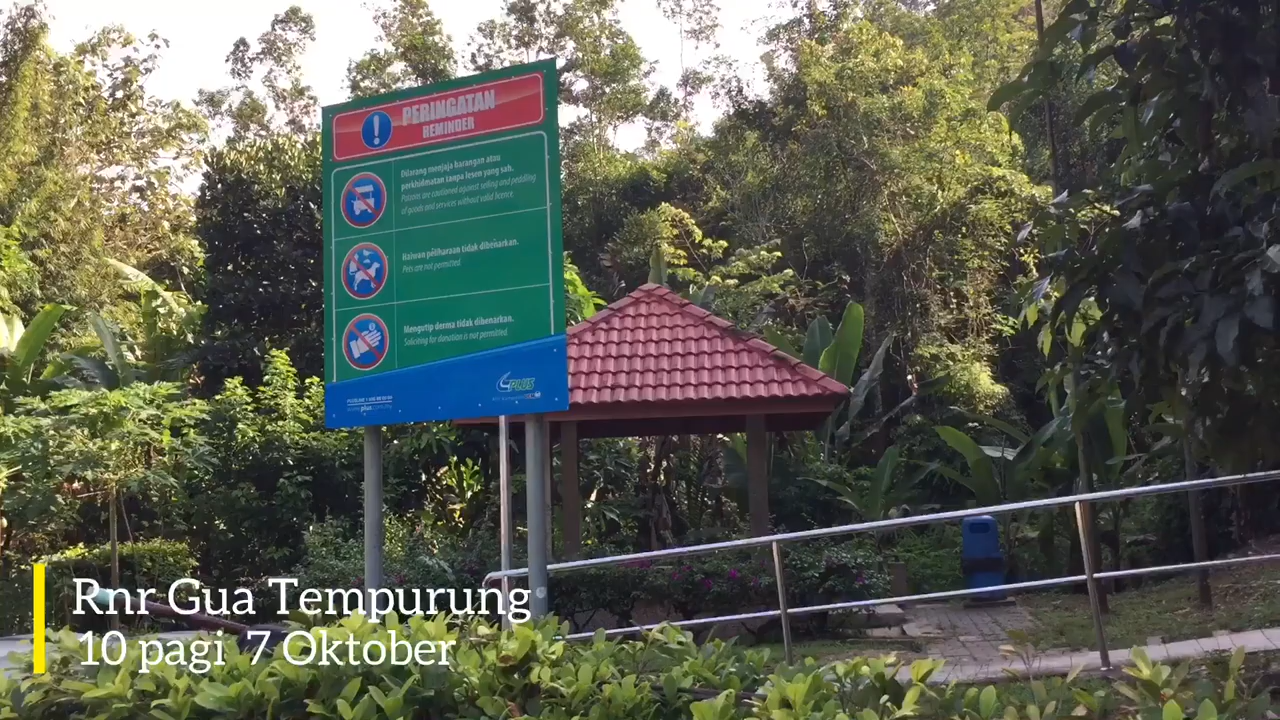 PERINGATAN
REMINDER
Dilarang menjaja barangan atau
perkhidmatan tanpa lesen yang sah.
Patrons are cautioned against selling and peddling
of goods and services without valid licence.
Haiwan peliharaan tidak dibenarkan.
Pets are not permitted.
Mengutip derma tidak dibenarkan.
Soliciting for donation is not permitted.
PLUS
Rnr Gua Tempurung
10 pagi 7 Oktober